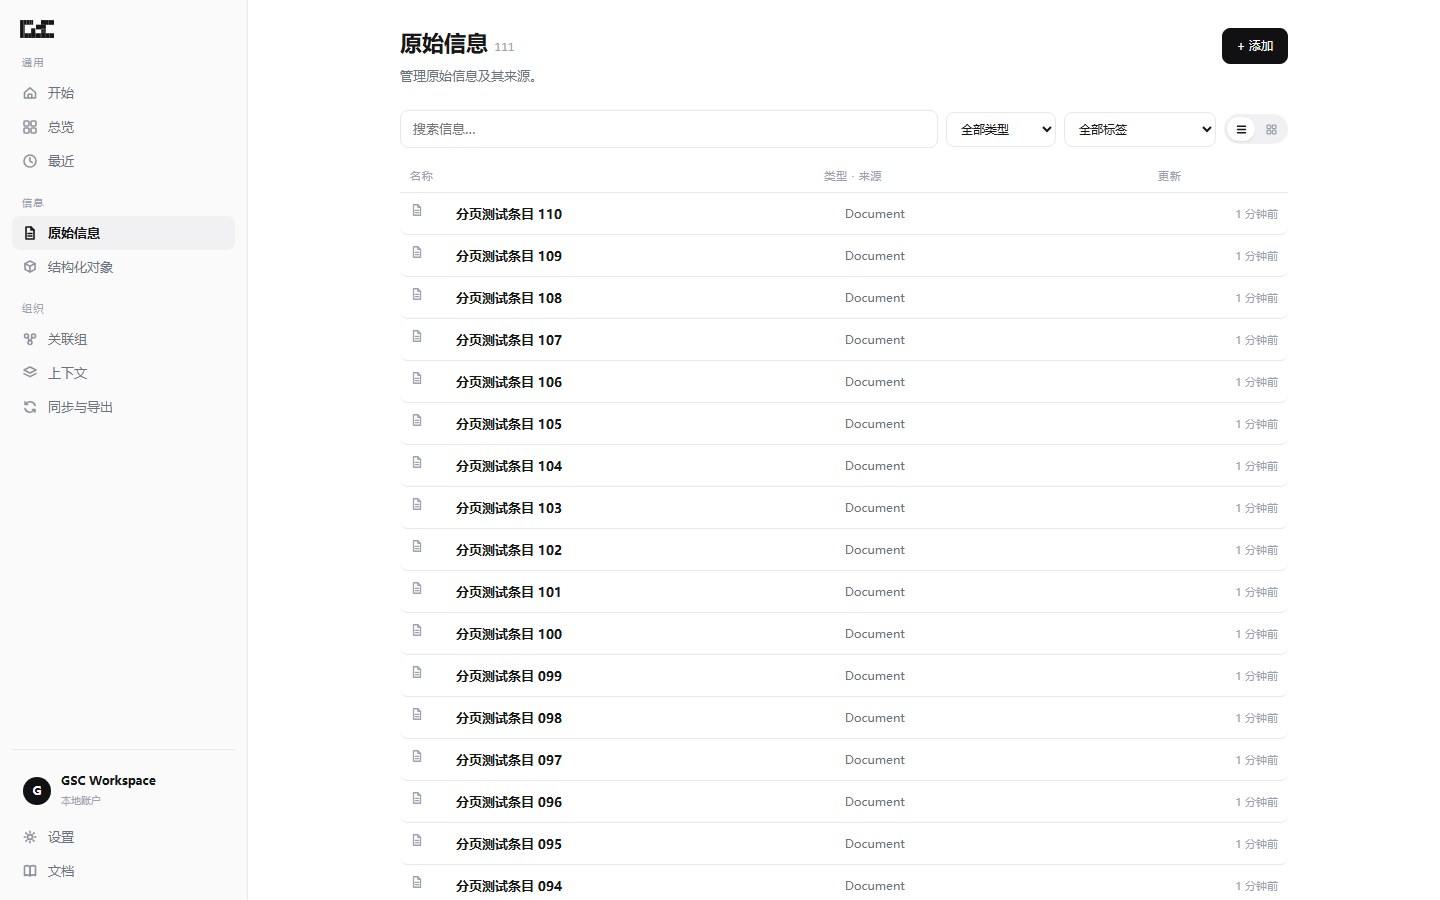 GSC
通用
开始
总览
最近
信息
原始信息
结构化对象
组织
关联组
上下文
同步与导出
GSC Workspace
本地账户
G
设置
文档
原始信息 111
管理原始信息及其来源。
+ 添加
搜索信息...
全部类型
全部标签
名称 类型 · 来源 更新
分页测试条目 110 Document 1 分钟前
分页测试条目 109 Document 1 分钟前
分页测试条目 108 Document 1 分钟前
分页测试条目 107 Document 1 分钟前
分页测试条目 106 Document 1 分钟前
分页测试条目 105 Document 1 分钟前
分页测试条目 104 Document 1 分钟前
分页测试条目 103 Document 1 分钟前
分页测试条目 102 Document 1 分钟前
分页测试条目 101 Document 1 分钟前
分页测试条目 100 Document 1 分钟前
分页测试条目 099 Document 1 分钟前
分页测试条目 098 Document 1 分钟前
分页测试条目 097 Document 1 分钟前
分页测试条目 096 Document 1 分钟前
分页测试条目 095 Document 1 分钟前
分页测试条目 094 Document 1 分钟前